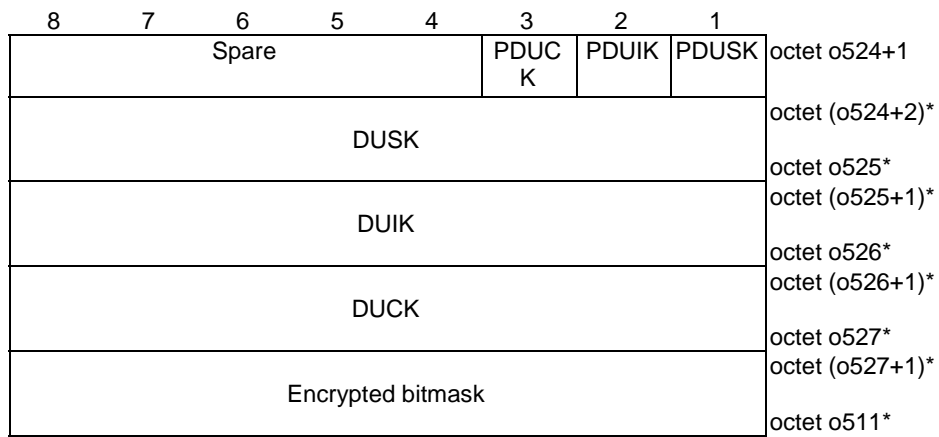 8 7 6 5 4 3 2 1
Spare PDUC PDUIK PDUSK octet o524+1
K
octet (o524+2)*
DUSK
octet o525*
octet (o525+1)*
DUIK
octet o526*
octet (o526+1)*
DUCK
octet o527*
octet (o527+1)*
Encrypted bitmask
octet o511*